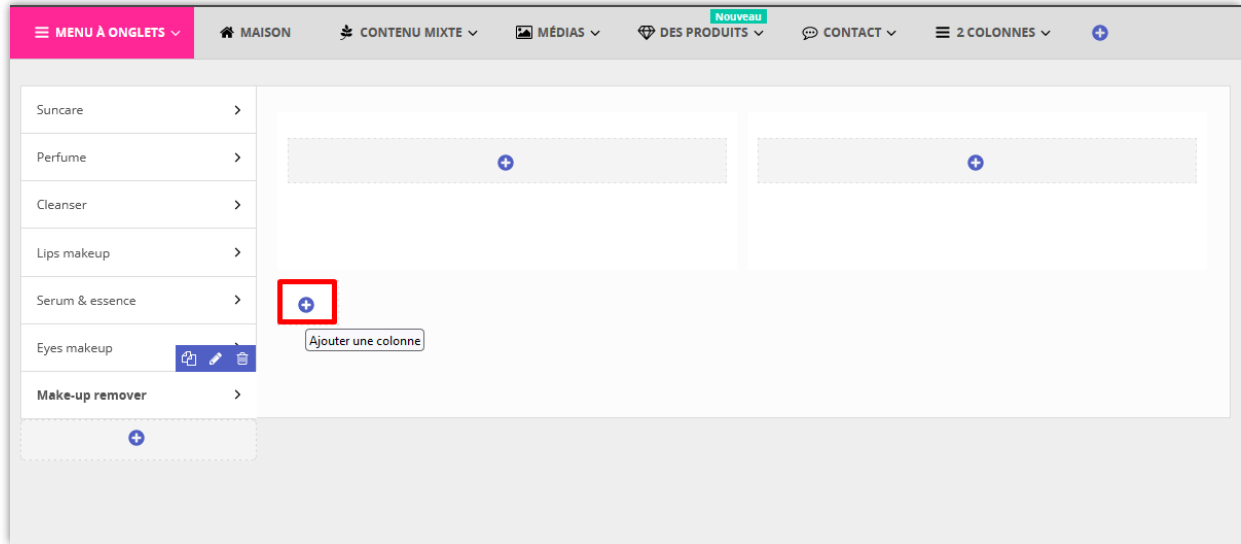 Nouveau
MENU À ONGLETS MAISON CONTENU MIXTE MÉDIAS DES PRODUITS CONTACT 2 COLONNES
Suncare
Perfume
Cleanser
Lips makeup
Serum & essence
Eyes makeup
Ajouter une colonne
Make-up remover